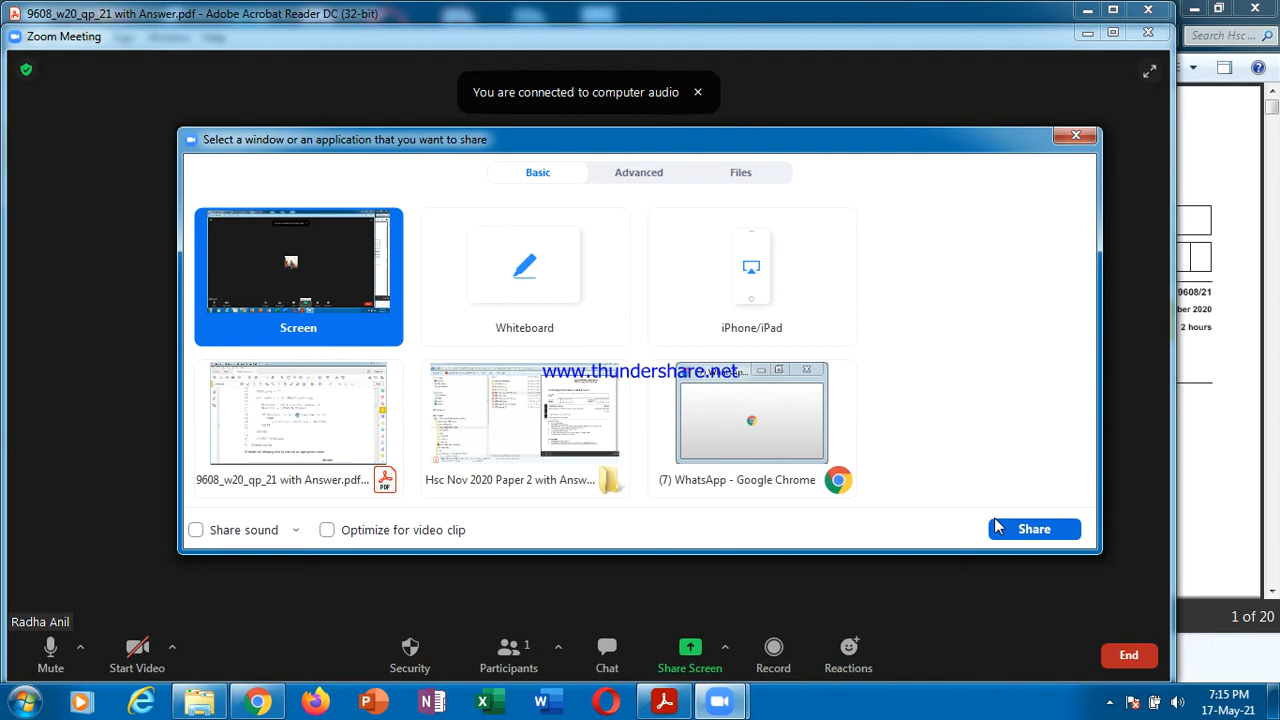 9608_w20_qp_21 with Answer.pdf - Adobe Acrobat Reader DC (32-bit)
Zoom Meeting
Search Hsc ...
You are connected to computer audio
Select a window or an application that you want to share
Basic Advanced Files
Screen
Whiteboard
iPhone/iPad
9608/21
2 hours
www.thundershare.net
9608_w20_qp_21 with Answer.pdf...
Hsc Nov 2020 Paper 2 with Answ...
(7) WhatsApp - Google Chrome
Share sound
Optimize for video clip
Share
Radha Anil
1 of 20
1
Mute
Start Video
Security
Participants
Chat
Share Screen
Record
Reactions
End
7:15 PM
17-May-21